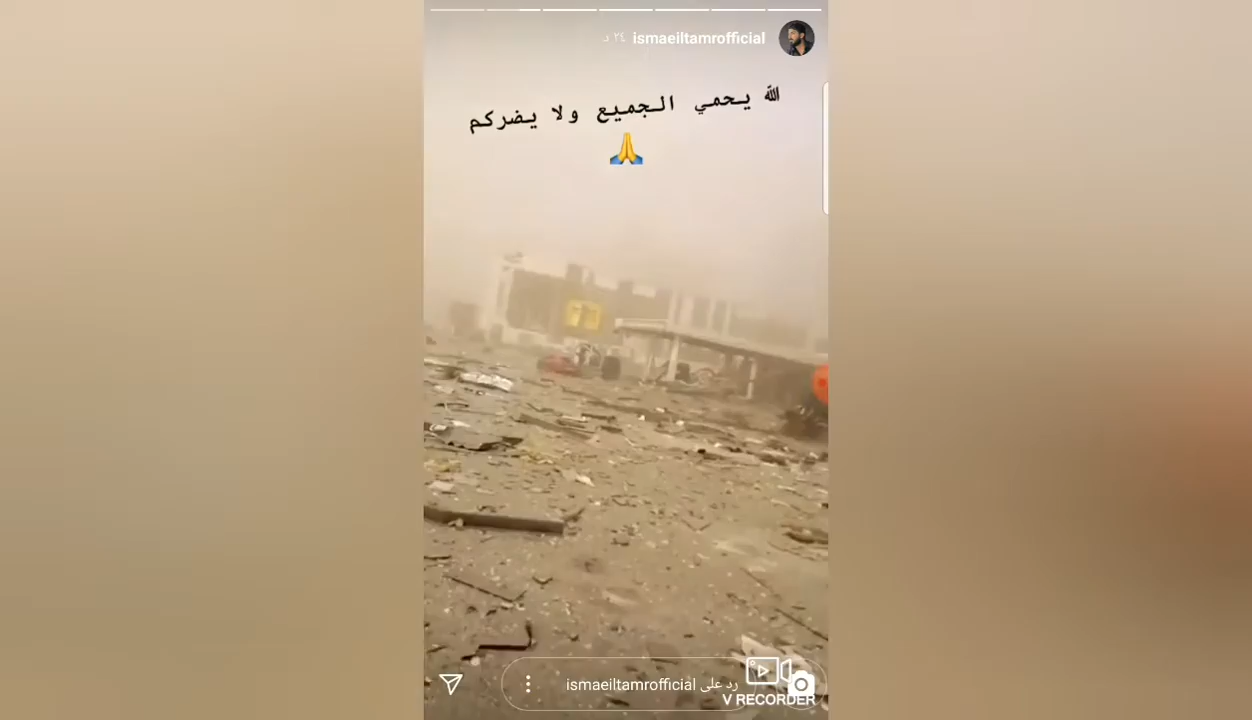 ismaeiltamrofficial ٢٤ د
الله يحمي الجميع ولا يضركم
🙏
رد على ismaeiltamrofficial
V RECORDER